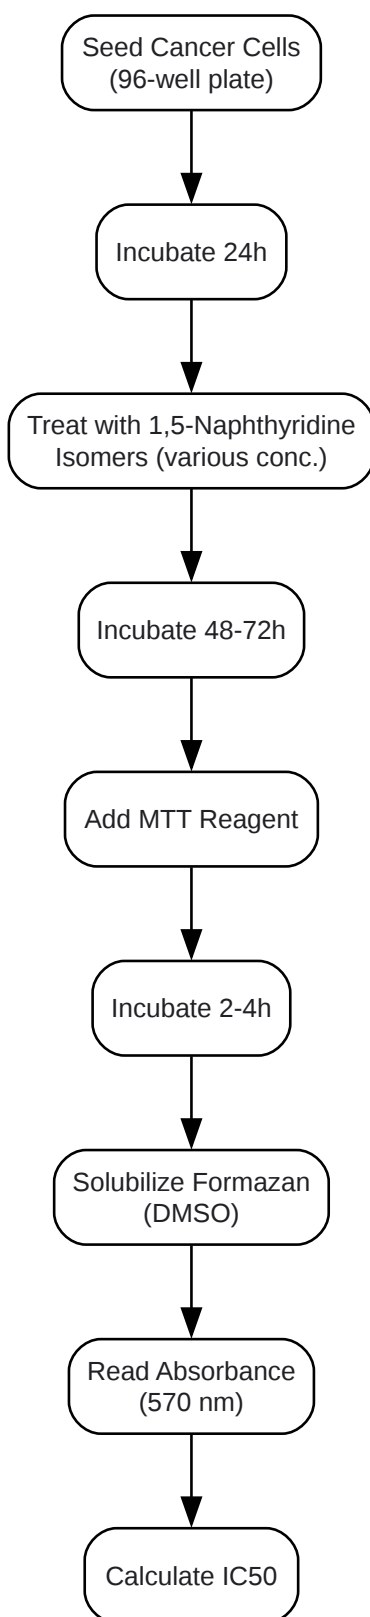 Seed Cancer Cells
(96-well plate)
Incubate 24h
Treat with 1,5-Naphthyridine
Isomers (various conc.)
Incubate 48-72h
Add MTT Reagent
Incubate 2-4h
Solubilize Formazan
(DMSO)
Read Absorbance
(570 nm)
Calculate IC50